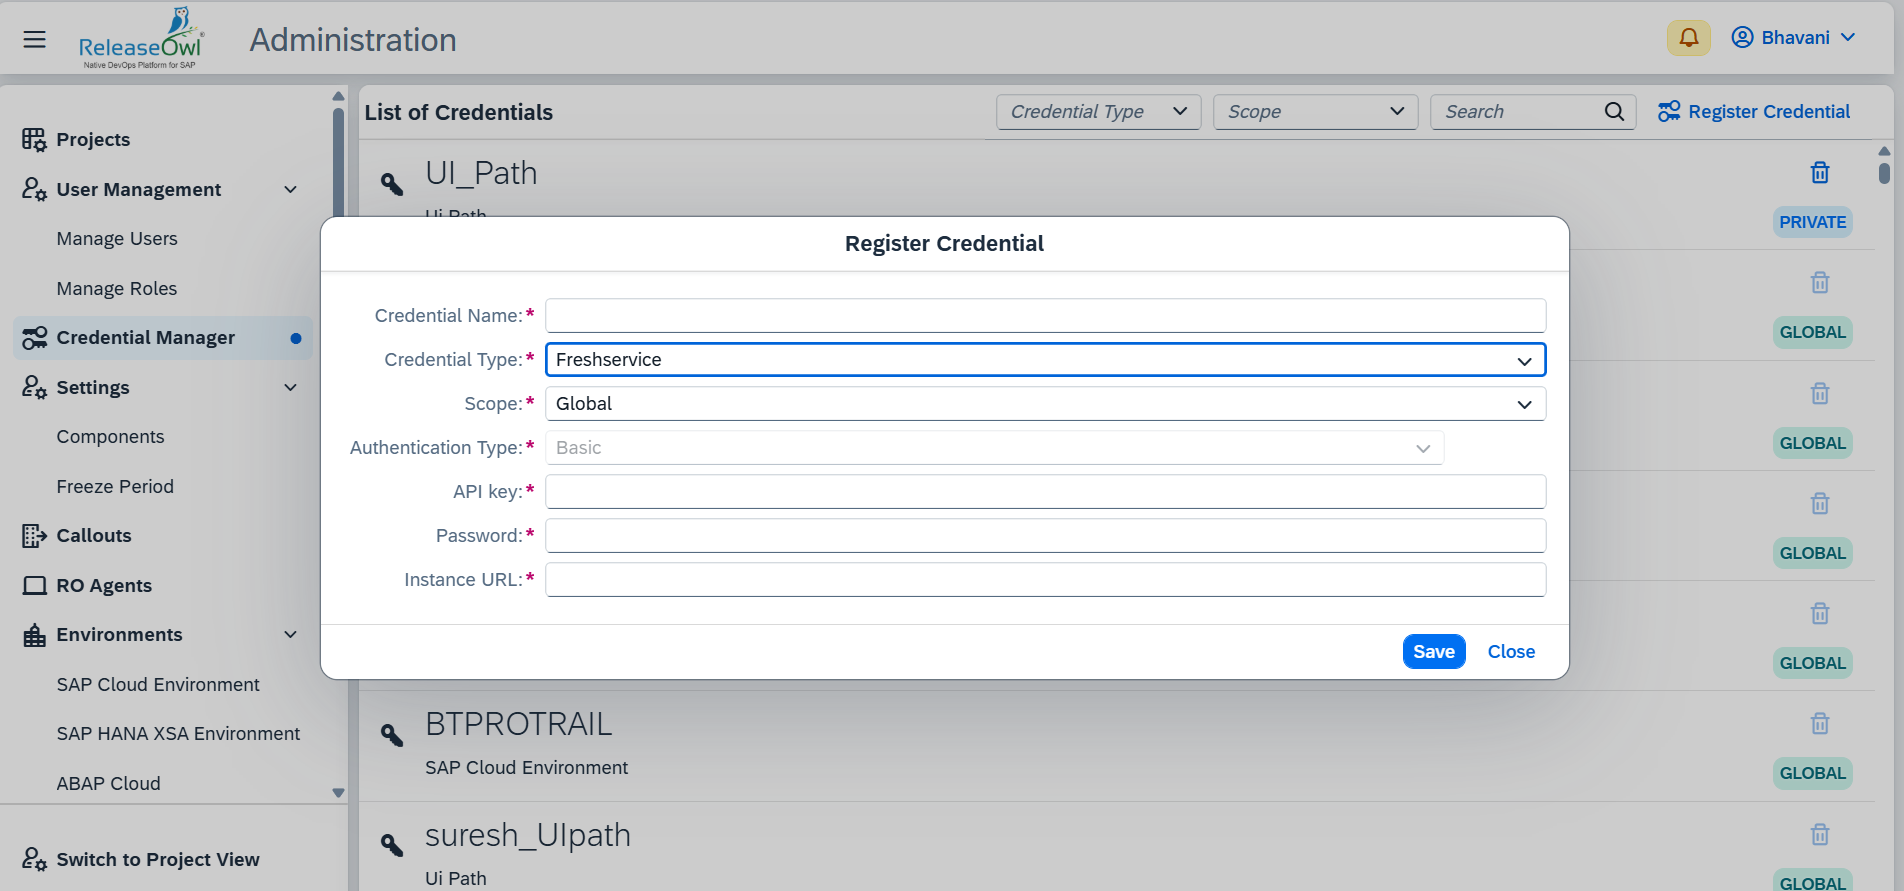 ReleaseOwl
®
Native DevOps Platform for SAP
Administration
Bhavani
Projects
User Management
Manage Users
Manage Roles
Credential Manager
Settings
Components
Freeze Period
Callouts
RO Agents
Environments
SAP Cloud Environment
SAP HANA XSA Environment
ABAP Cloud
Switch to Project View
List of Credentials
Credential Type
Scope
Search
Register Credential
UI_Path
Ui Path
PRIVATE
GLOBAL
GLOBAL
GLOBAL
GLOBAL
Register Credential
Credential Name:*
Credential Type:* Freshservice
Scope:* Global
Authentication Type:* Basic
API key:*
Password:*
Instance URL:*
Save Close
BTPROTRAIL
SAP Cloud Environment
GLOBAL
suresh_UIpath
Ui Path
GLOBAL